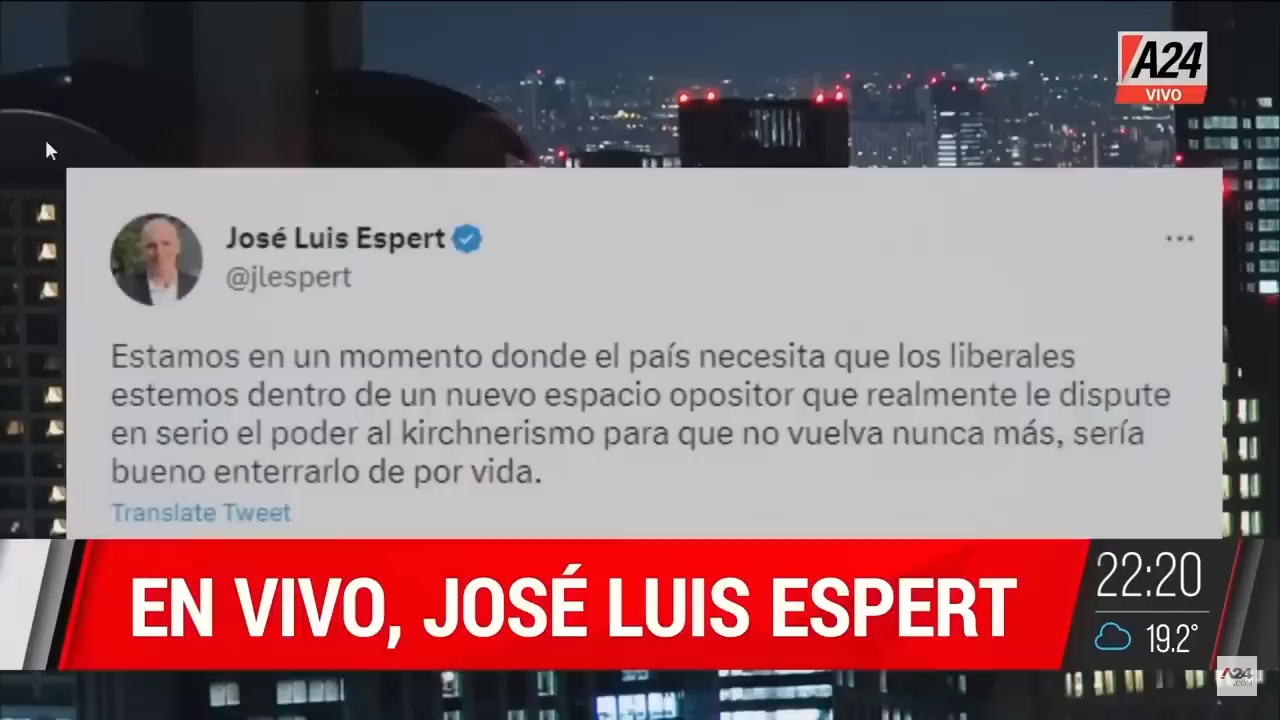 A24
VIVO
José Luis Espert
@jlespert
Estamos en un momento donde el país necesita que los liberales
estemos dentro de un nuevo espacio opositor que realmente le dispute
en serio el poder al kirchnerismo para que no vuelva nunca más, sería
bueno enterrarlo de por vida.
Translate Tweet
EN VIVO, JOSÉ LUIS ESPERT
22:20
19.2°
A24
.COM